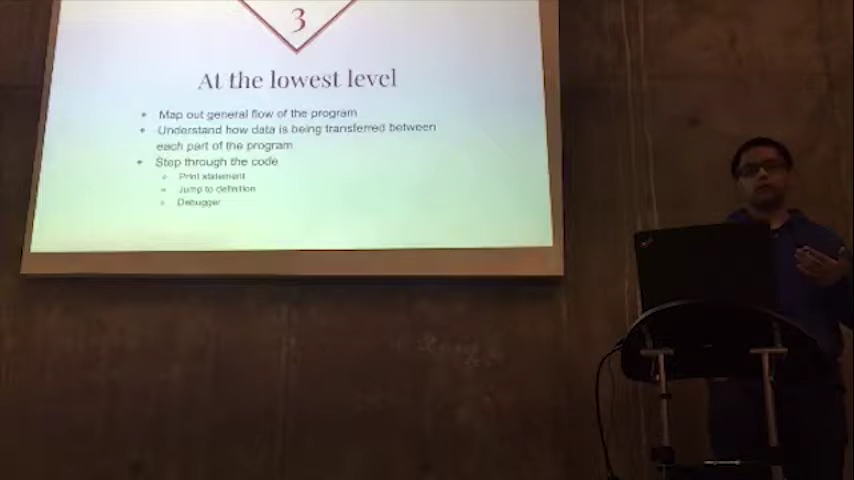 3
At the lowest level
Map out general flow of the program
Understand how data is being transferred between
each part of the program
Step through the code
Print statement
Jump to definition
Debugger